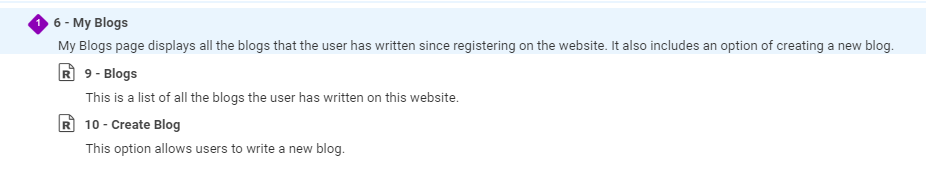 1 6 - My Blogs
My Blogs page displays all the blogs that the user has written since registering on the website. It also includes an option of creating a new blog.
R 9 - Blogs
This is a list of all the blogs the user has written on this website.
R 10 - Create Blog
This option allows users to write a new blog.